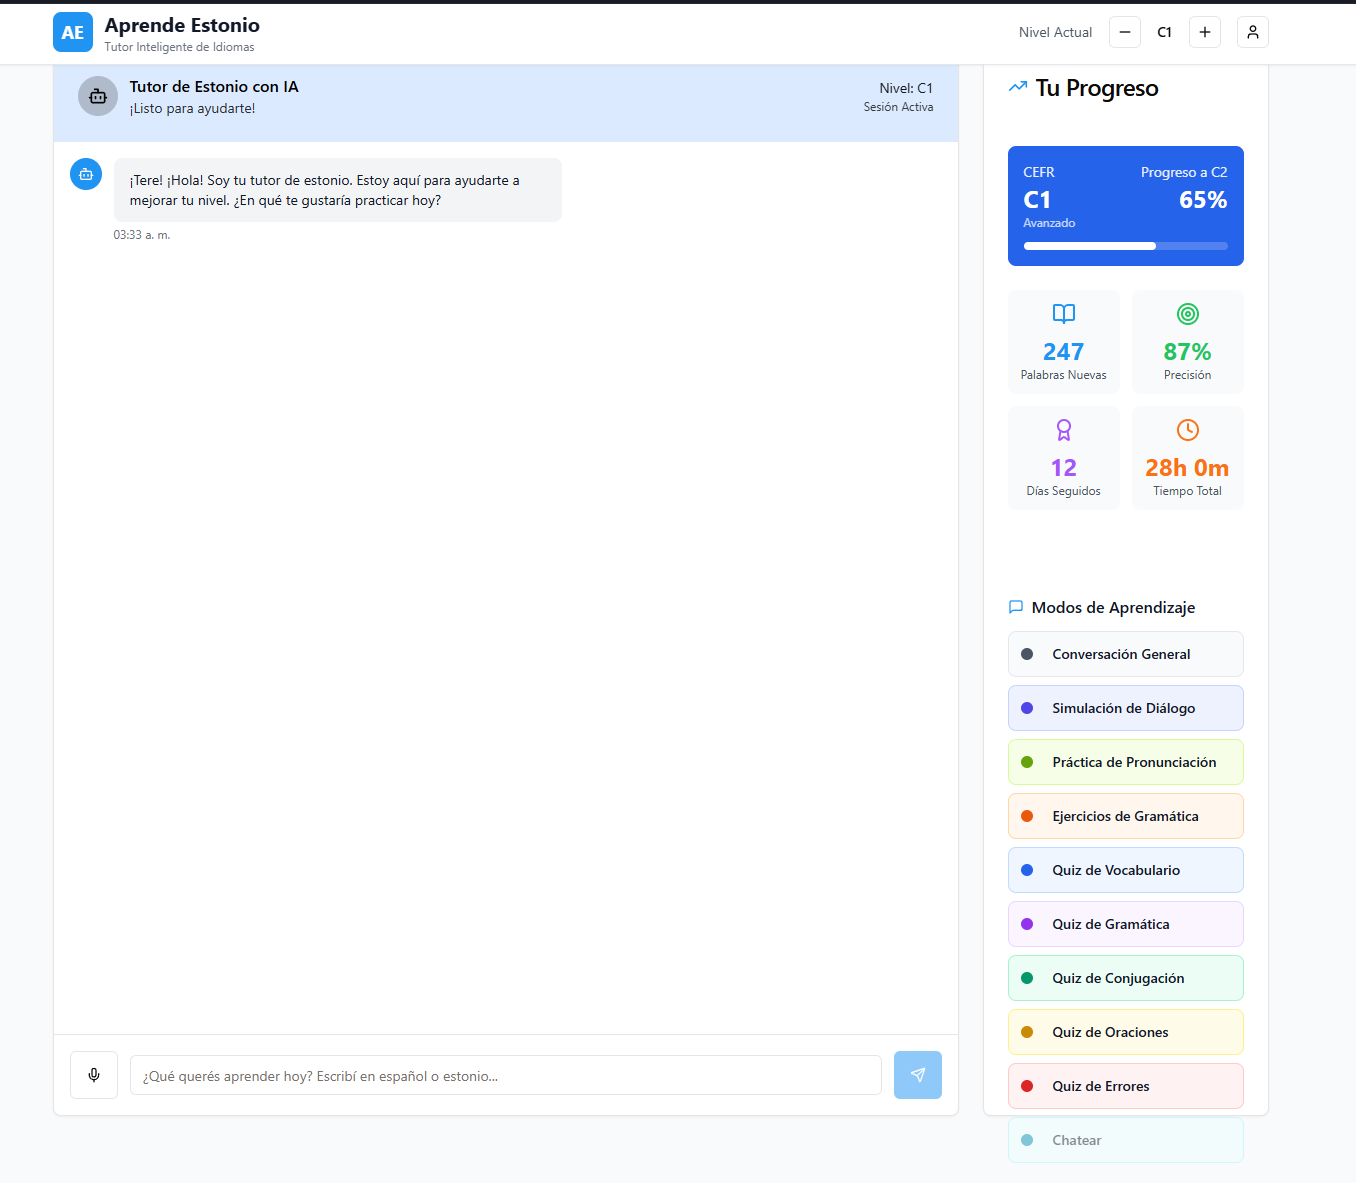 AE
Aprende Estonio
Tutor Inteligente de Idiomas
Nivel Actual
C1
Tutor de Estonio con IA
¡Listo para ayudarte!
Nivel: C1
Sesión Activa
¡Tere! ¡Hola! Soy tu tutor de estonio. Estoy aquí para ayudarte a
mejorar tu nivel. ¿En qué te gustaría practicar hoy?
03:33 a. m.
¿Qué querés aprender hoy? Escribí en español o estonio...
Tu Progreso
CEFR
Progreso a C2
C1
65%
Avanzado
247
Palabras Nuevas
87%
Precisión
12
Días Seguidos
28h 0m
Tiempo Total
Modos de Aprendizaje
Conversación General
Simulación de Diálogo
Práctica de Pronunciación
Ejercicios de Gramática
Quiz de Vocabulario
Quiz de Gramática
Quiz de Conjugación
Quiz de Oraciones
Quiz de Errores
Chatear